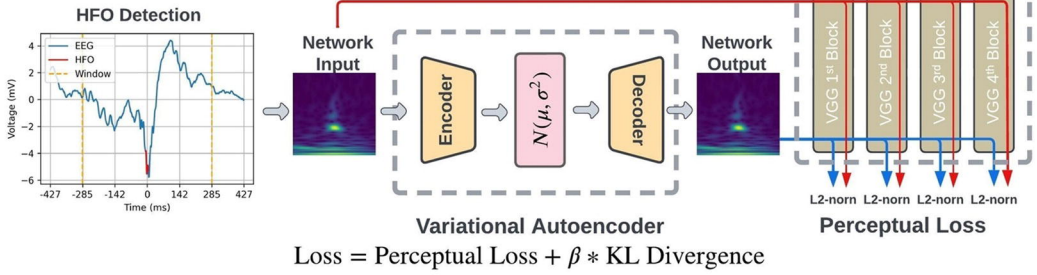 HFO Detection
EEG
HFO
Window
Voltage (mV)
4
2
0
−2
−4
−6
-427
-285
-142
0
142
285
427
Time (ms)
Network
Input
Encoder
N(μ, σ²)
Decoder
Variational Autoencoder
Network
Output
VGG 1st Block
VGG 2nd Block
VGG 3rd Block
VGG 4th Block
L2-norn
L2-norn
L2-norn
L2-norn
Perceptual Loss
Loss = Perceptual Loss + β * KL Divergence